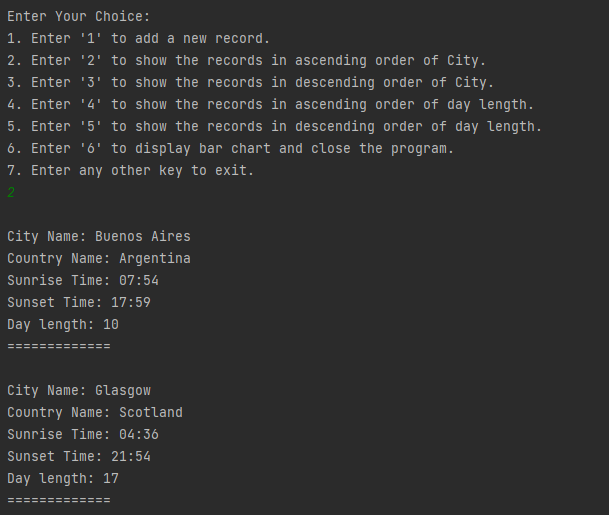 Enter Your Choice:
1. Enter '1' to add a new record.
2. Enter '2' to show the records in ascending order of City.
3. Enter '3' to show the records in descending order of City.
4. Enter '4' to show the records in ascending order of day length.
5. Enter '5' to show the records in descending order of day length.
6. Enter '6' to display bar chart and close the program.
7. Enter any other key to exit.
2
City Name: Buenos Aires
Country Name: Argentina
Sunrise Time: 07:54
Sunset Time: 17:59
Day length: 10
=============
City Name: Glasgow
Country Name: Scotland
Sunrise Time: 04:36
Sunset Time: 21:54
Day length: 17
=============